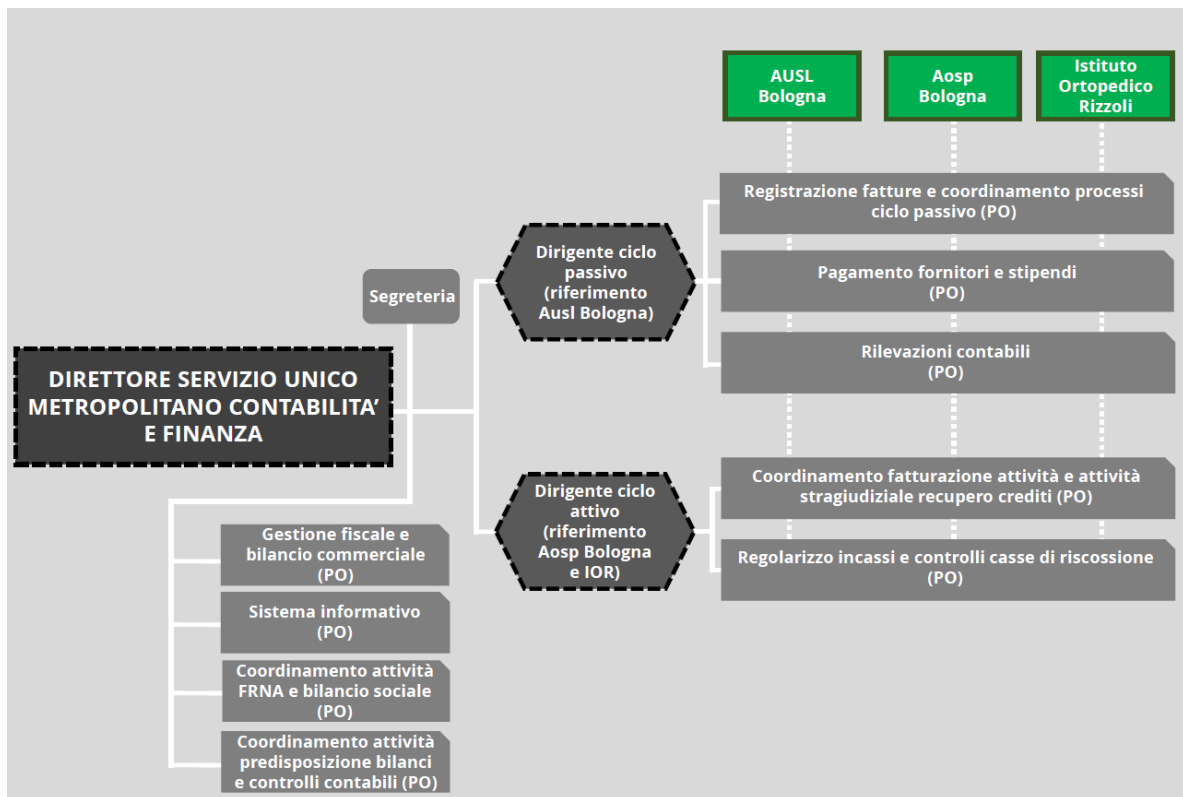 AUSL
Bologna
Aosp
Bologna
Istituto
Ortopedico
Rizzoli
Registrazione fatture e coordinamento processi
ciclo passivo (PO)
Dirigente ciclo
passivo
(riferimento
Ausl Bologna)
Pagamento fornitori e stipendi
(PO)
Segreteria
Rilevazioni contabili
(PO)
DIRETTORE SERVIZIO UNICO
METROPOLITANO CONTABILITA’
E FINANZA
Coordinamento fatturazione attività e attività
stragiudiziale recupero crediti (PO)
Dirigente ciclo
attivo
(riferimento
Aosp Bologna
e IOR)
Regolarizzo incassi e controlli casse di riscossione
(PO)
Gestione fiscale e
bilancio commerciale
(PO)
Sistema informativo
(PO)
Coordinamento attività
FRNA e bilancio sociale
(PO)
Coordinamento attività
predisposizione bilanci
e controlli contabili (PO)